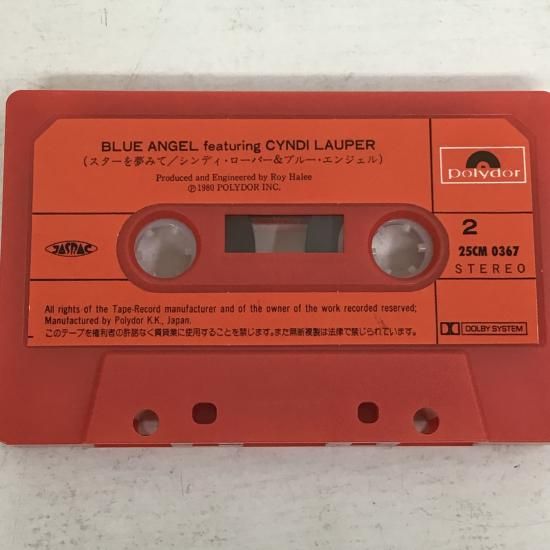 BLUE ANGEL featuring CYNDI LAUPER
(スターを夢みて/シンディ・ローパー&ブルー・エンジェル)
Produced and Engineered by Roy Halee
Ⓟ1980 POLYDOR INC.
polydor
JASRAC
2
25CM 0367
STEREO
All rights of the Tape-Record manufacturer and of the owner of the work recorded reserved;
Manufactured by Polydor K.K., Japan.
このテープを権利者の許諾なく賃貸業に使用することを禁じます。また無断複製は法律で禁じられています。
DOLBY SYSTEM